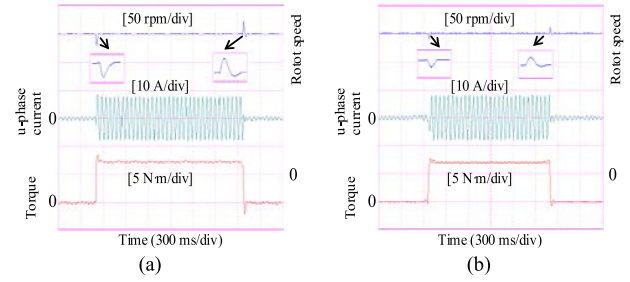 [50 rpm/div]
Rotot speed
[10 A/div]
u-phase
current
0
[5 N·m/div]
Torque
0
0
Time (300 ms/div)
(a)
[50 rpm/div]
Rotot speed
[10 A/div]
u-phase
current
0
[5 N·m/div]
Torque
0
0
Time (300 ms/div)
(b)